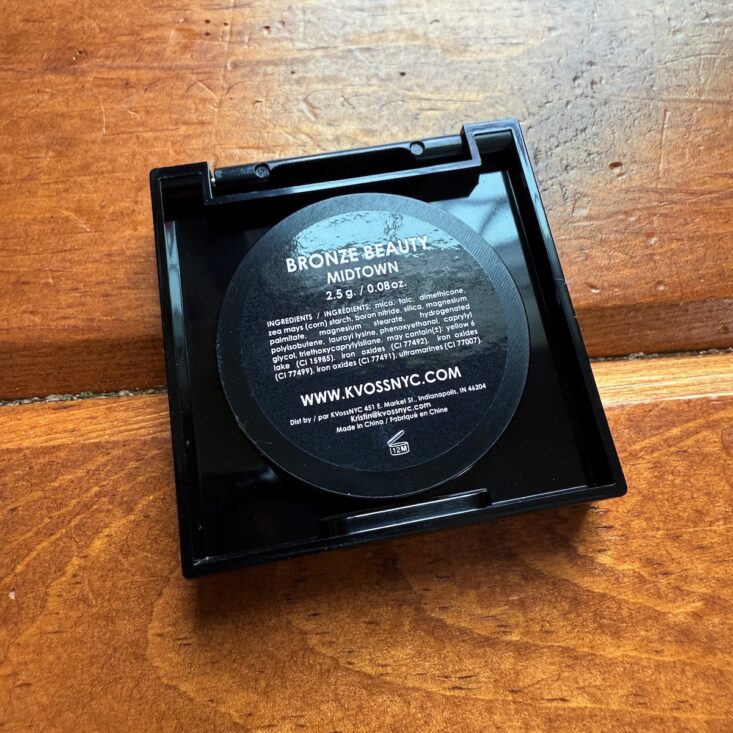 BRONZE BEAUTY
MIDTOWN
2.5 g. / 0.08oz.
INGREDIENTS / INGRÉDIENTS: mica, talc, dimethicone,
zea mays (corn) starch, boron nitride, silica, magnesium
palmitate, magnesium stearate, hydrogenated
polyisobutene, lauroyl lysine, phenoxyethanol, caprylyl
glycol, triethoxycaprylylsilane. may contain(±): yellow 6
lake (CI 15985), iron oxides (CI 77492), iron oxides
(CI 77499), iron oxides (CI 77491), ultramarines (CI 77007).
WWW.KVOSSNYC.COM
Dist by / par KVossNYC 451 E. Market St., Indianapolis, IN 46204
Kristin@kvossnyc.com
Made in China / Fabriqué en Chine
12M